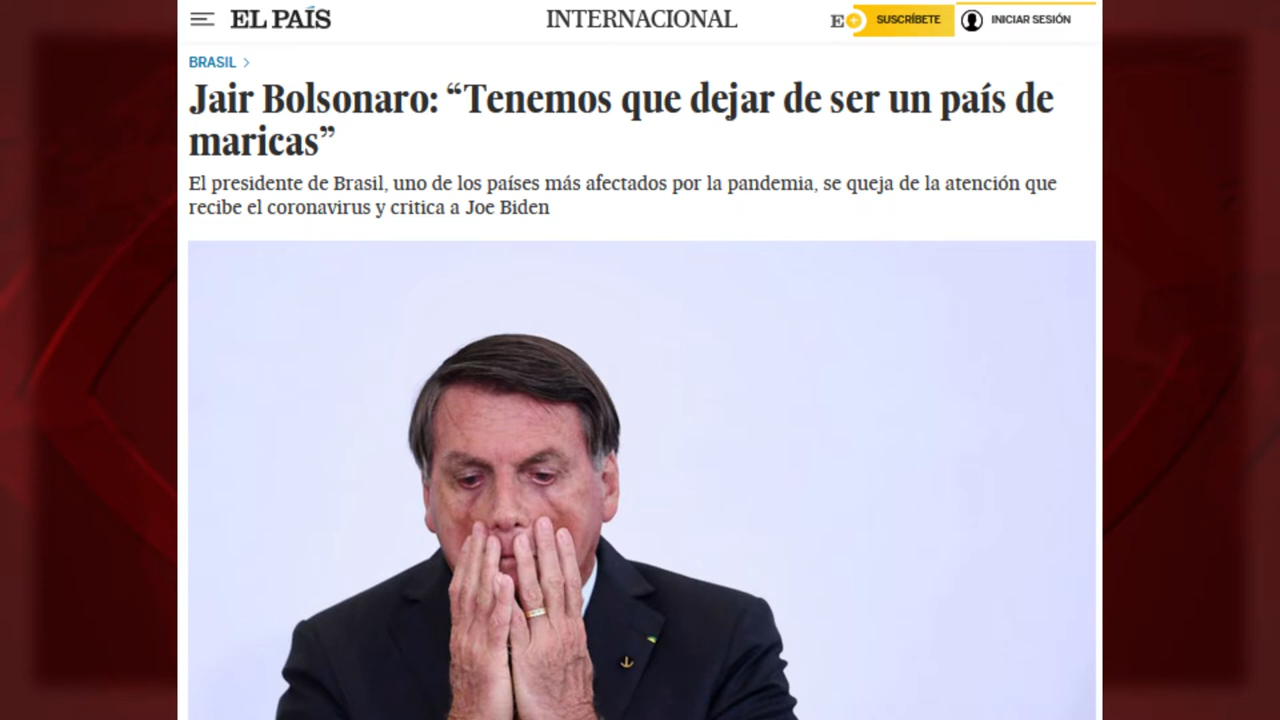 EL PAÍS
INTERNACIONAL
E+ SUSCRÍBETE
INICIAR SESIÓN
BRASIL >
Jair Bolsonaro: “Tenemos que dejar de ser un país de
maricas”
El presidente de Brasil, uno de los países más afectados por la pandemia, se queja de la atención que
recibe el coronavirus y critica a Joe Biden